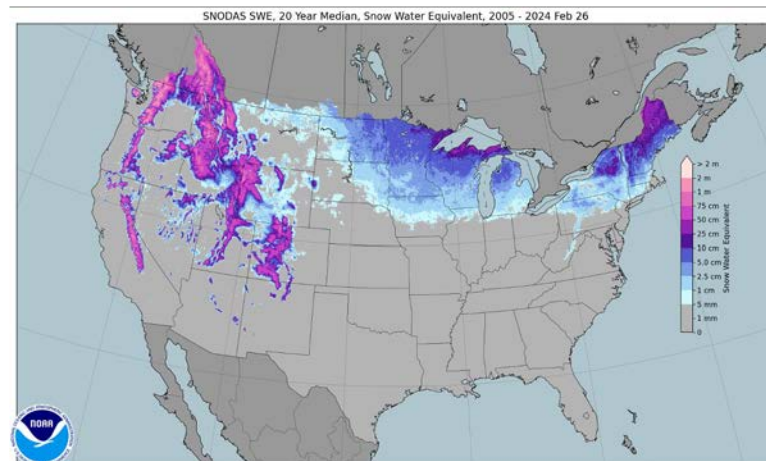 SNODAS SWE, 20 Year Median, Snow Water Equivalent, 2005 - 2024 Feb 26
> 2 m
2 m
1 m
75 cm
50 cm
25 cm
10 cm
5.0 cm
2.5 cm
1 cm
5 mm
1 mm
0
Snow Water Equivalent
NOAA